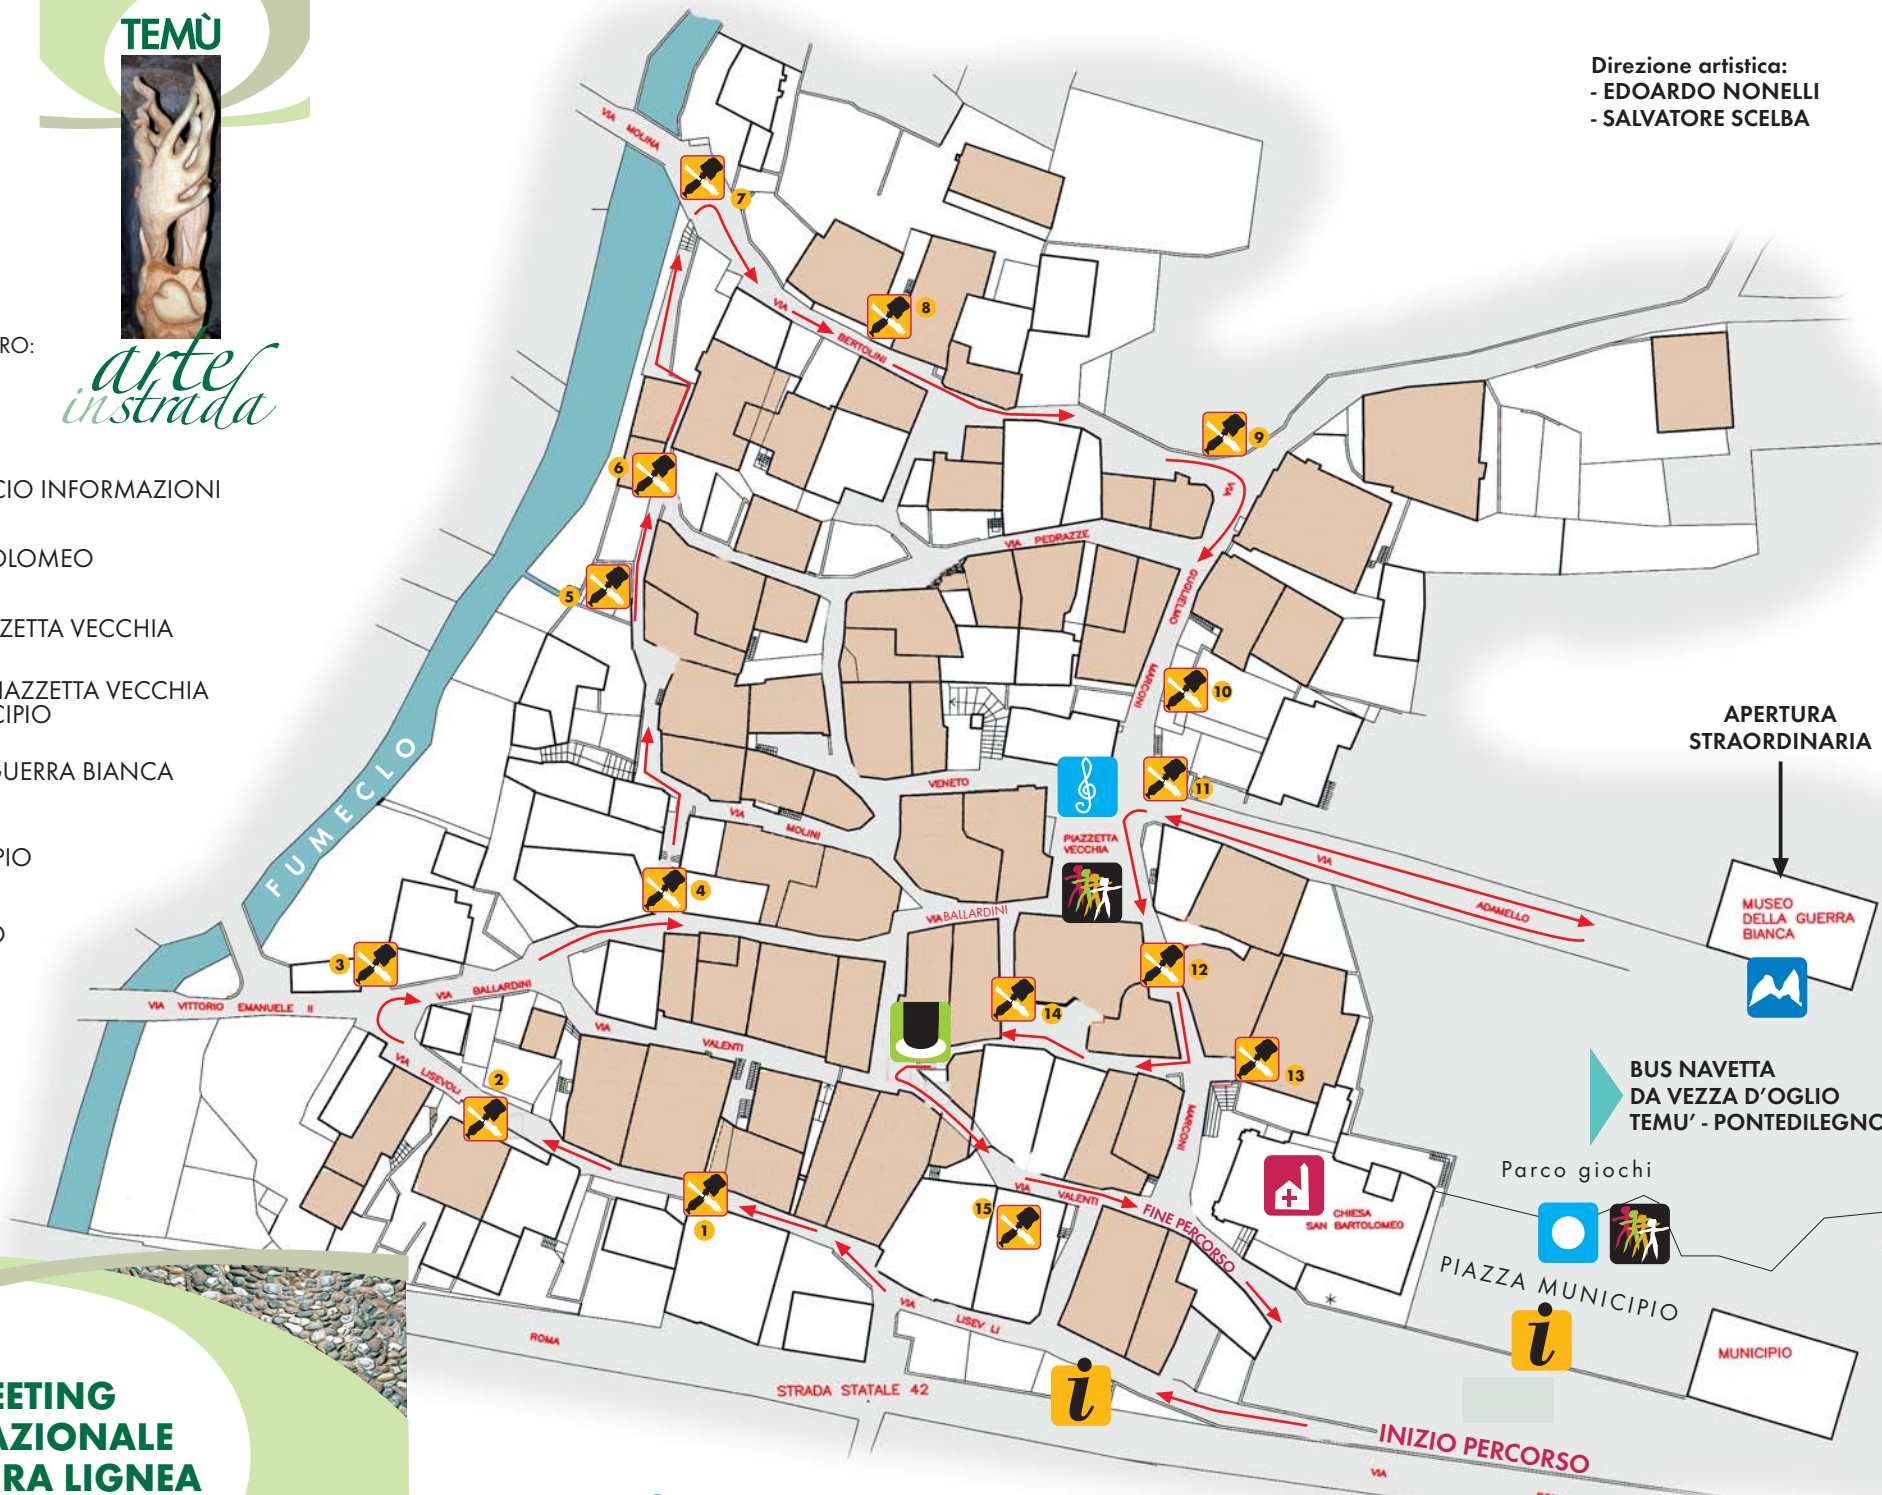 TEMÙ
arte
instrada
RO:
CIO INFORMAZIONI
OLOMEO
ZETTA VECCHIA
IAZZETTA VECCHIA
CIPIO
GUERRA BIANCA
PIO
O
EETING
AZIONALE
RA LIGNEA
Direzione artistica:
- EDOARDO NONELLI
- SALVATORE SCELBA
VIA MOLINA
7
VIA BERTOLINI
8
9
6
5
VIA PEDRAZZE
VIA GUGLIELMO MARCONI
10
11
VENETO
VIA MOLINI
PIAZZETTA
VECCHIA
VIA BALLARDINI
4
FUMECLO
3
VIA VITTORIO EMANUELE II
VIA BALLARDINI
VIA VALENTI
VIA LISEVOLI
2
1
12
14
13
MARCONI
15
VIA VALENTI
FINE PERCORSO
VIA LISEV LI
ROMA
STRADA STATALE 42
i
INIZIO PERCORSO
VIA
VIA ADAMELLO
APERTURA
STRAORDINARIA
MUSEO
DELLA GUERRA
BIANCA
BUS NAVETTA
DA VEZZA D'OGLIO
TEMU' - PONTEDILEGNO
Parco giochi
CHIESA
SAN BARTOLOMEO
PIAZZA MUNICIPIO
i
MUNICIPIO